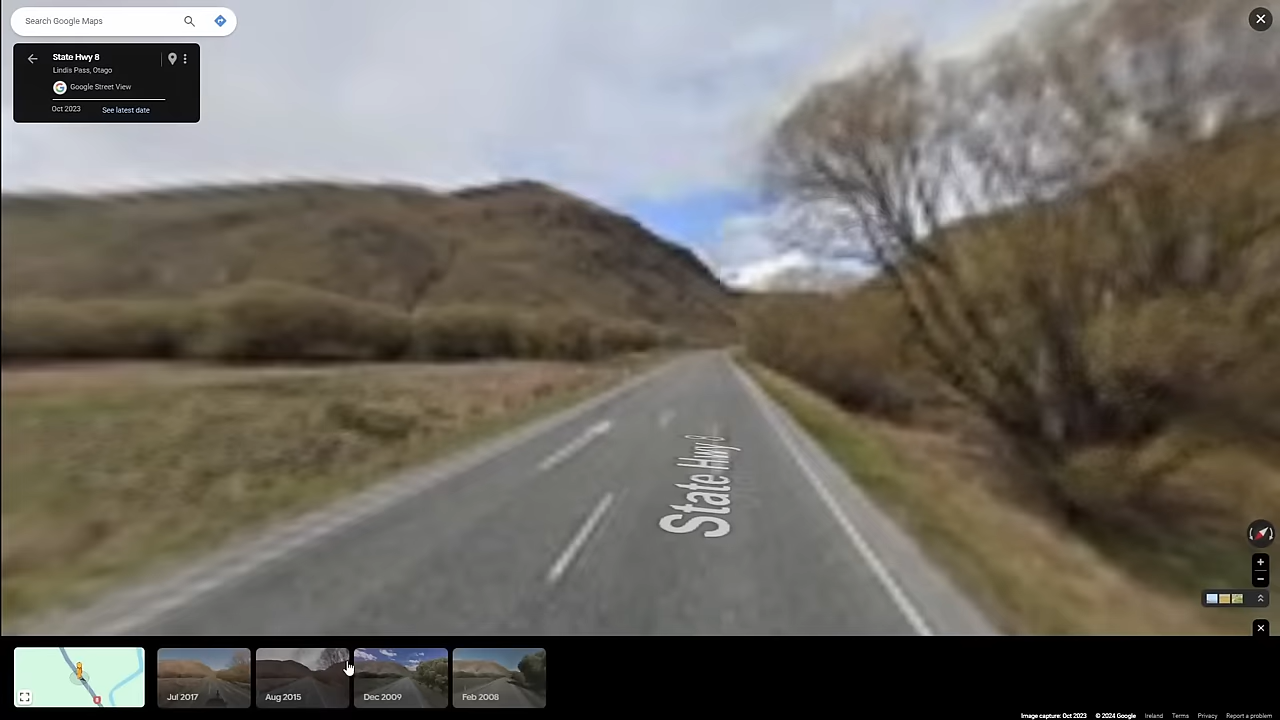 Search Google Maps
State Hwy 8
Lindis Pass, Otago
Google Street View
Oct 2023 See latest date
State Hwy 8
Jul 2017
Aug 2015
Dec 2009
Feb 2008
Image capture: Oct 2023 © 2024 Google Ireland Terms Privacy Report a problem